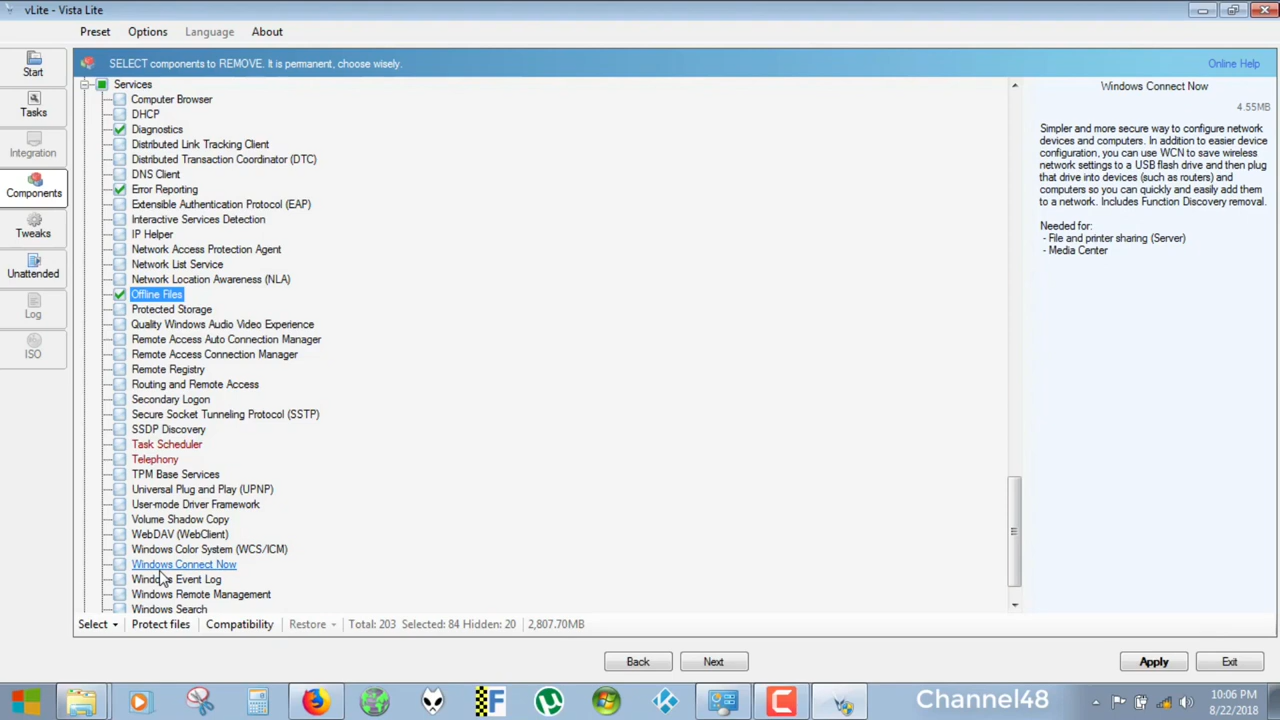 vLite - Vista Lite
Preset Options Language About
Start
Tasks
Integration
Components
Tweaks
Unattended
Log
ISO
SELECT components to REMOVE. It is permanent, choose wisely.
Online Help
Services
Computer Browser
DHCP
Diagnostics
Distributed Link Tracking Client
Distributed Transaction Coordinator (DTC)
DNS Client
Error Reporting
Extensible Authentication Protocol (EAP)
Interactive Services Detection
IP Helper
Network Access Protection Agent
Network List Service
Network Location Awareness (NLA)
Offline Files
Protected Storage
Quality Windows Audio Video Experience
Remote Access Auto Connection Manager
Remote Access Connection Manager
Remote Registry
Routing and Remote Access
Secondary Logon
Secure Socket Tunneling Protocol (SSTP)
SSDP Discovery
Task Scheduler
Telephony
TPM Base Services
Universal Plug and Play (UPNP)
User-mode Driver Framework
Volume Shadow Copy
WebDAV (WebClient)
Windows Color System (WCS/ICM)
Windows Connect Now
Windows Event Log
Windows Remote Management
Windows Search
Windows Connect Now
4.55MB
Simpler and more secure way to configure network
devices and computers. In addition to easier device
configuration, you can use WCN to save wireless
network settings to a USB flash drive and then plug
that drive into devices (such as routers) and
computers so you can quickly and easily add them
to a network. Includes Function Discovery removal.
Needed for:
- File and printer sharing (Server)
- Media Center
Select Protect files Compatibility Restore Total: 203 Selected: 84 Hidden: 20 2,807.70MB
Back Next Apply Exit
Channel48
10:06 PM
8/22/2018